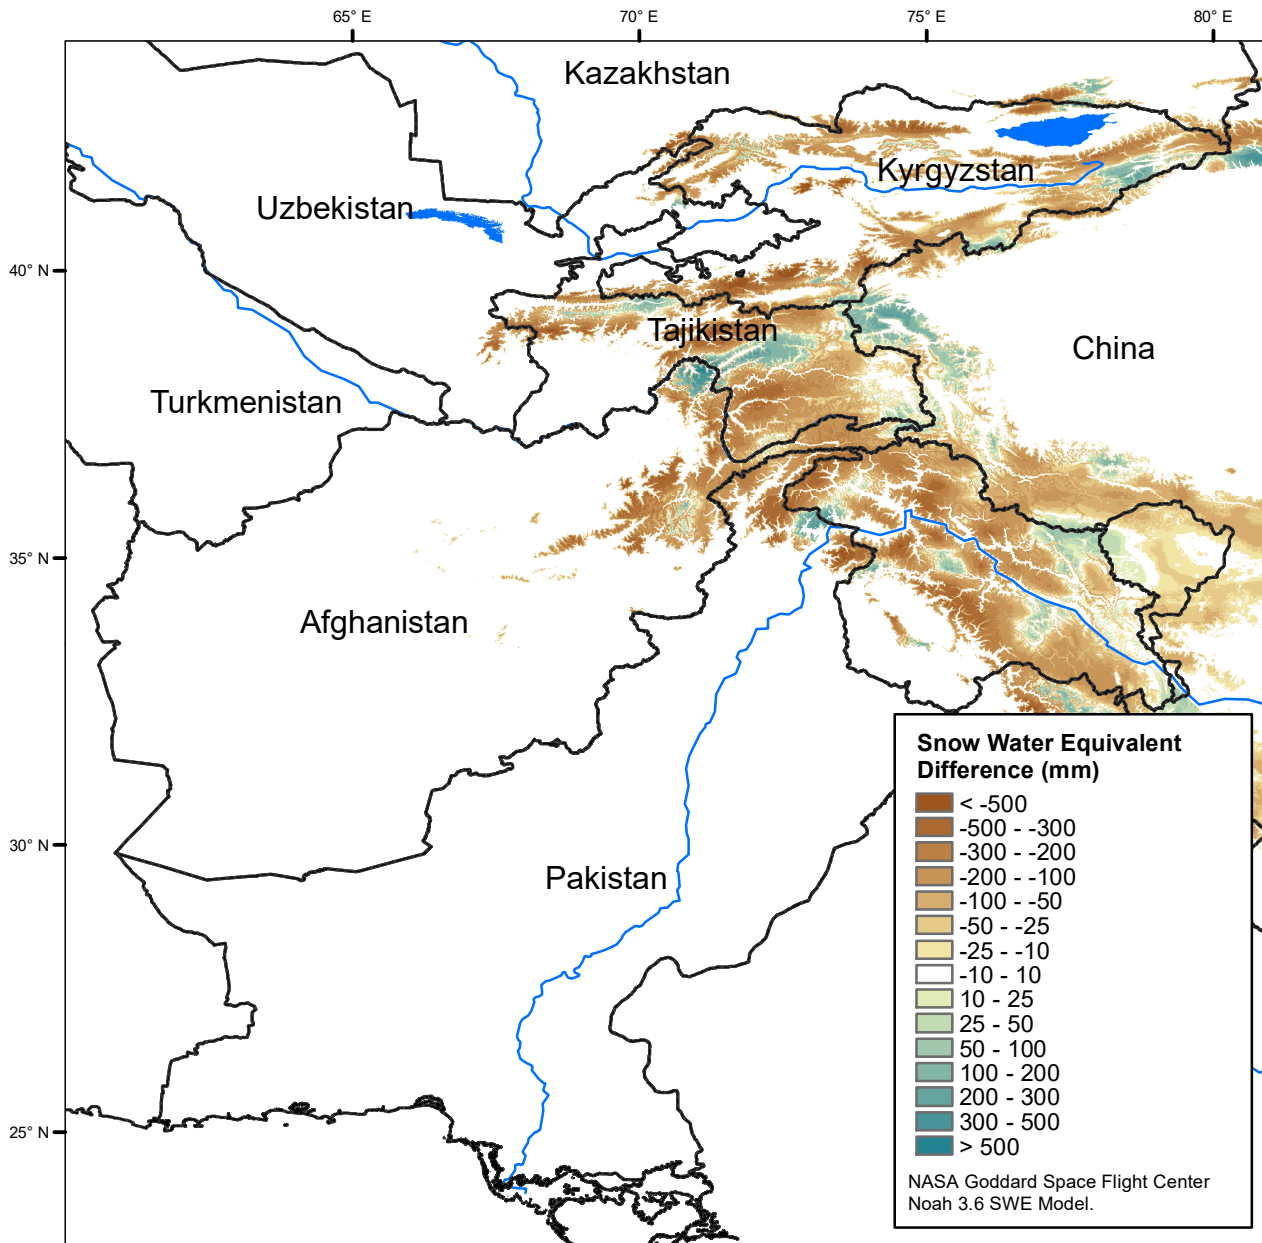 65° E
70° E
75° E
80° E
Kazakhstan
Kyrgyzstan
Uzbekistan
40° N
Tajikistan
China
Turkmenistan
35° N
Afghanistan
30° N
Pakistan
25° N
Snow Water Equivalent
Difference (mm)
< -500
-500 - -300
-300 - -200
-200 - -100
-100 - -50
-50 - -25
-25 - -10
-10 - 10
10 - 25
25 - 50
50 - 100
100 - 200
200 - 300
300 - 500
> 500
NASA Goddard Space Flight Center
Noah 3.6 SWE Model.